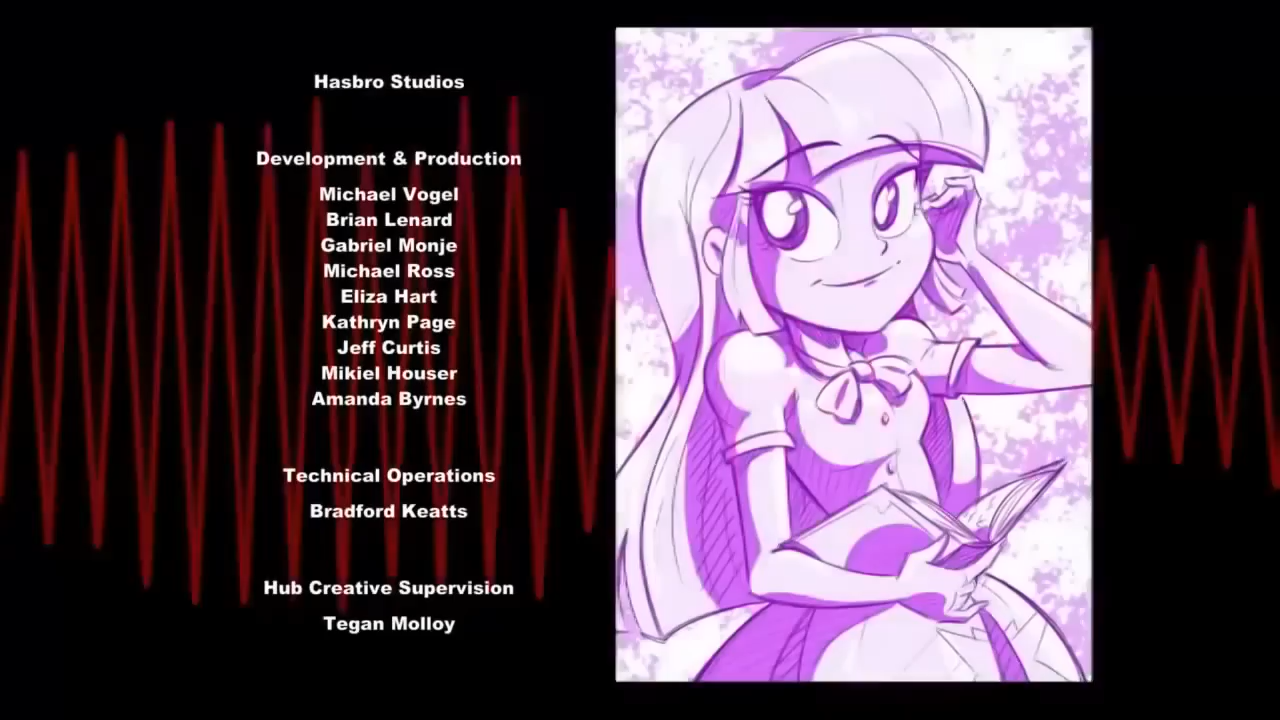 Hasbro Studios
Development & Production
Michael Vogel
Brian Lenard
Gabriel Monje
Michael Ross
Eliza Hart
Kathryn Page
Jeff Curtis
Mikiel Houser
Amanda Byrnes
Technical Operations
Bradford Keatts
Hub Creative Supervision
Tegan Molloy